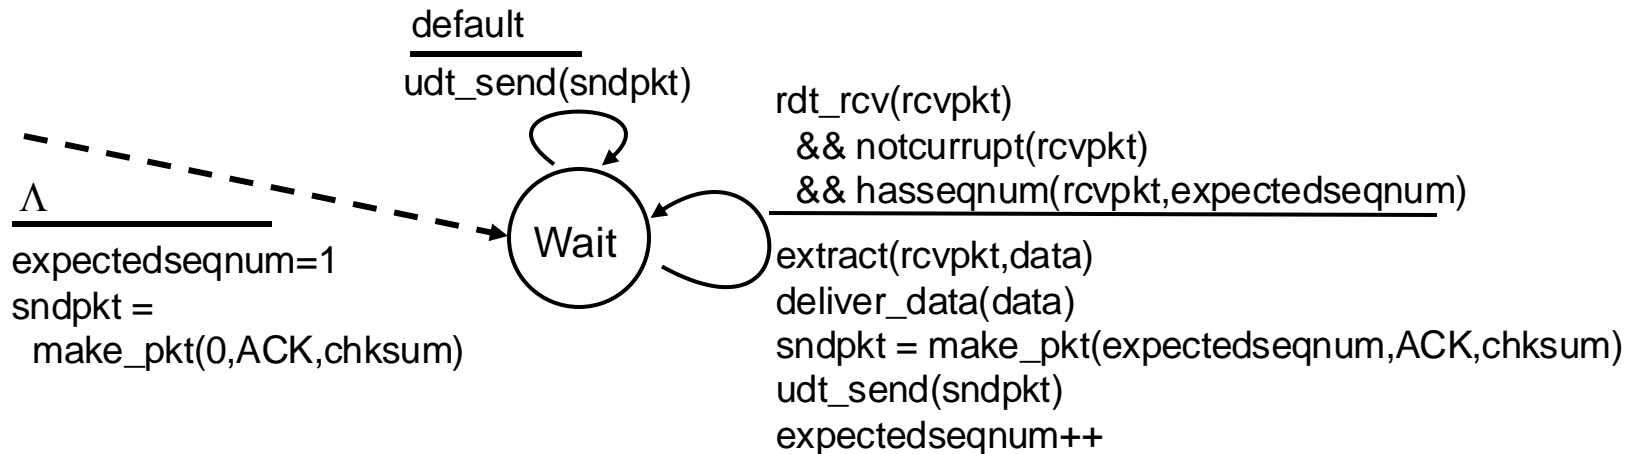 default
udt_send(sndpkt)
rdt_rcv(rcvpkt)
&& notcurrupt(rcvpkt)
&& hasseqnum(rcvpkt,expectedseqnum)
Λ
expectedseqnum=1
sndpkt =
make_pkt(0,ACK,chksum)
Wait
extract(rcvpkt,data)
deliver_data(data)
sndpkt = make_pkt(expectedseqnum,ACK,chksum)
udt_send(sndpkt)
expectedseqnum++